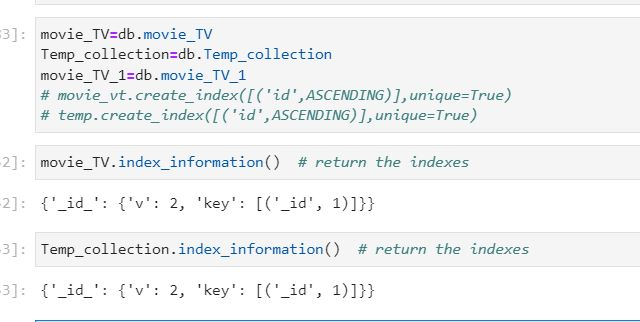 3]: movie_TV=db.movie_TV
Temp_collection=db.Temp_collection
movie_TV_1=db.movie_TV_1
# movie_vt.create_index([('id',ASCENDING)],unique=True)
# temp.create_index([('id',ASCENDING)],unique=True)
2]: movie_TV.index_information()  # return the indexes
2]: {'_id_': {'v': 2, 'key': [('_id', 1)]}}
3]: Temp_collection.index_information()  # return the indexes
3]: {'_id_': {'v': 2, 'key': [('_id', 1)]}}